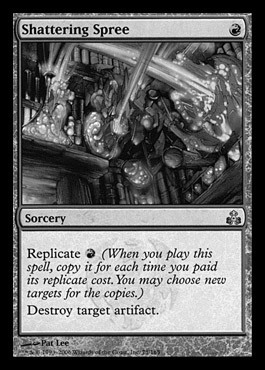 Shattering Spree
Sorcery
Replicate (When you play this
spell, copy it for each time you paid
its replicate cost. You may choose new
targets for the copies.)
Destroy target artifact.
Pat Lee